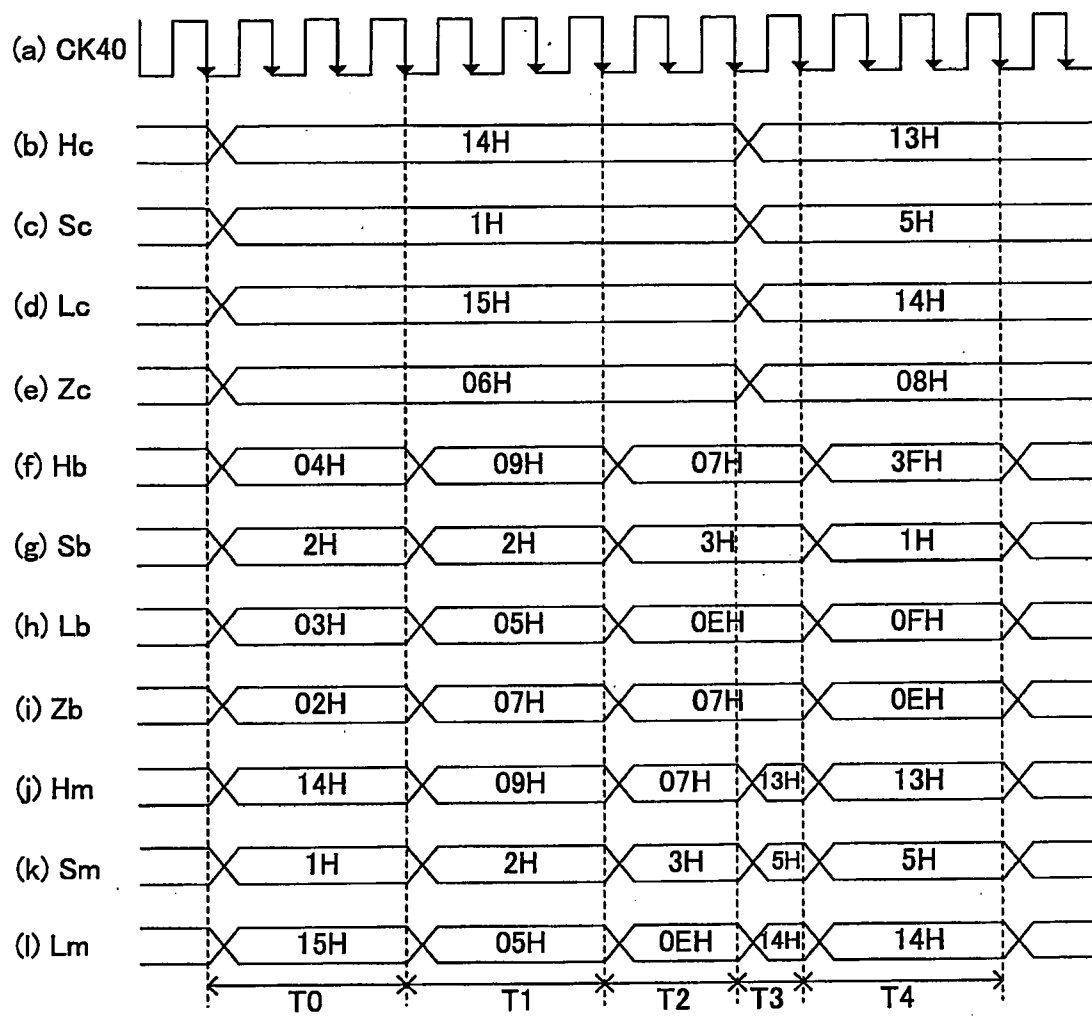 (a) CK40
(b) Hc 14H 13H
(c) Sc 1H 5H
(d) Lc 15H 14H
(e) Zc 06H 08H
(f) Hb 04H 09H 07H 3FH
(g) Sb 2H 2H 3H 1H
(h) Lb 03H 05H 0EH 0FH
(i) Zb 02H 07H 07H 0EH
(j) Hm 14H 09H 07H 13H 13H
(k) Sm 1H 2H 3H 5H 5H
(l) Lm 15H 05H 0EH 14H 14H
T0 T1 T2 T3 T4